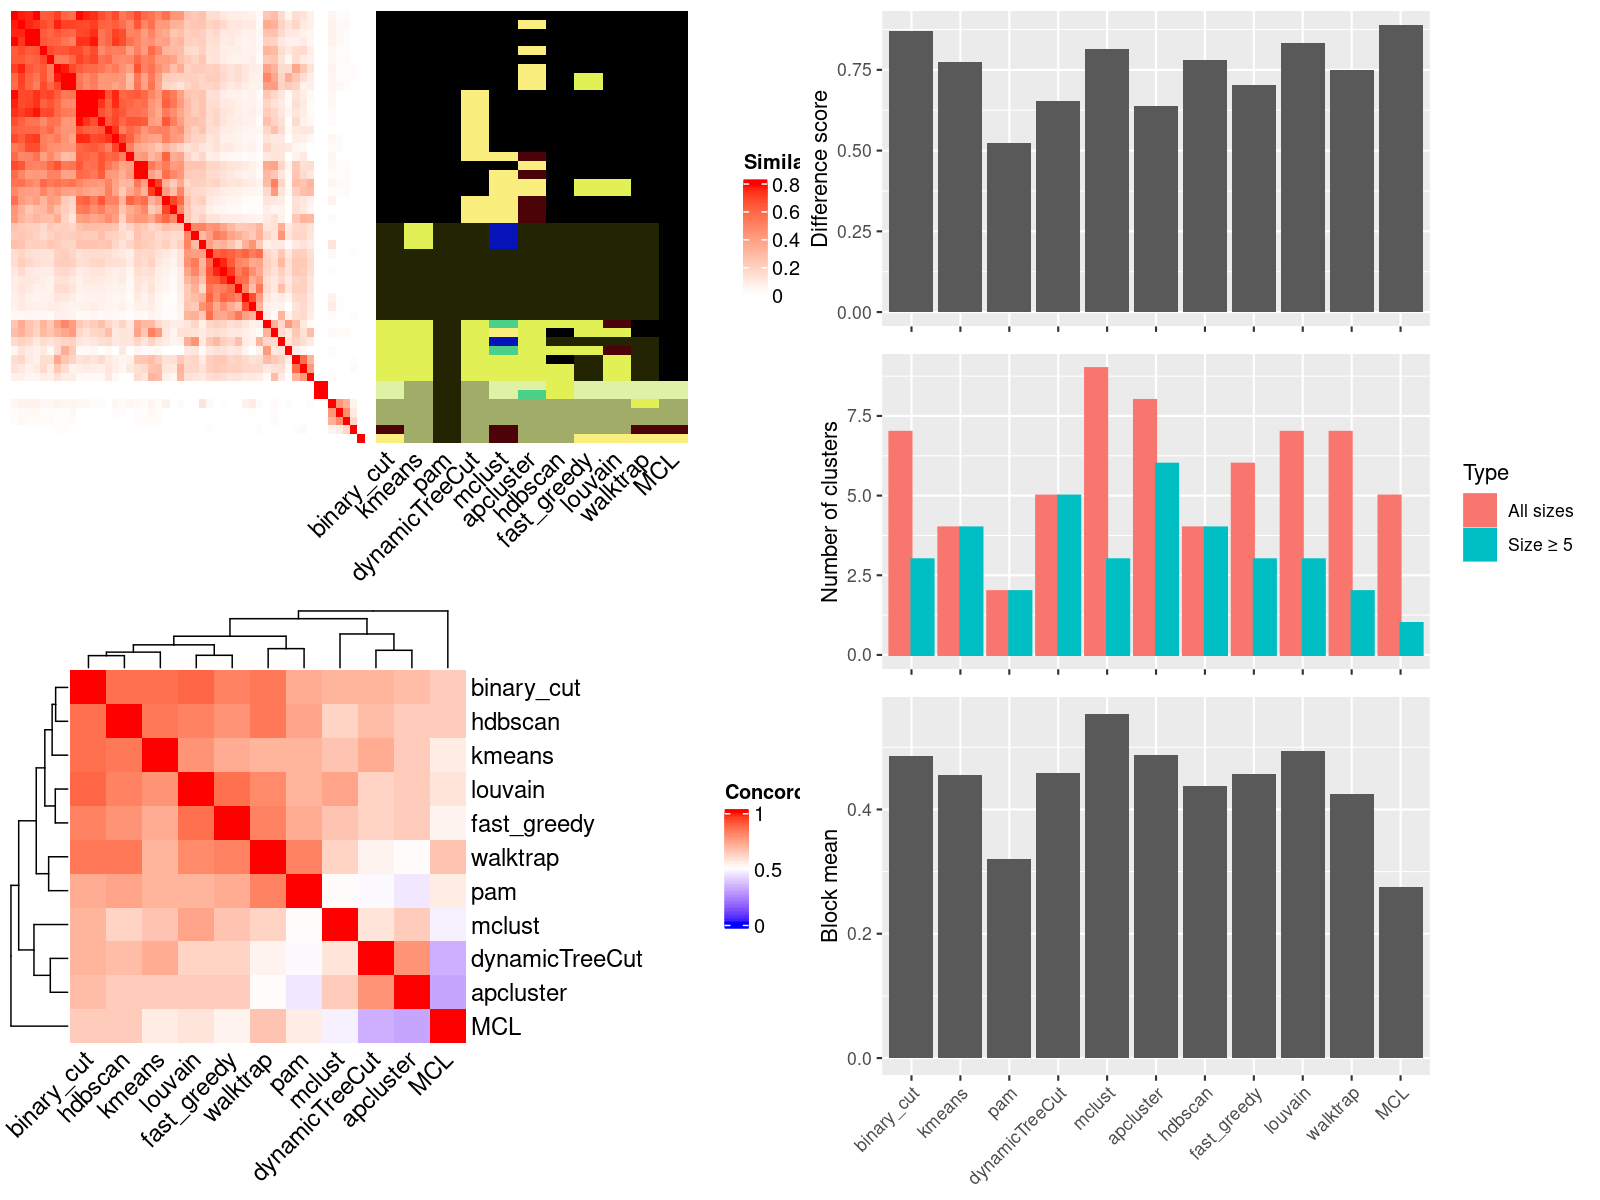 Simila
0.8
0.6
0.4
0.2
0
binary_cut
kmeans
pam
dynamicTreeCut
mclust
apcluster
hdbscan
fast_greedy
louvain
walktrap
MCL
binary_cut
hdbscan
kmeans
louvain
fast_greedy
walktrap
pam
mclust
dynamicTreeCut
apcluster
MCL
Concord
1
0.5
0
binary_cut
hdbscan
kmeans
louvain
fast_greedy
walktrap
pam
mclust
dynamicTreeCut
apcluster
MCL
Difference score
0.75
0.50
0.25
0.00
Number of clusters
7.5
5.0
2.5
0.0
Type
All sizes
Size ≥ 5
Block mean
0.4
0.2
0.0
binary_cut
kmeans
pam
dynamicTreeCut
mclust
apcluster
hdbscan
fast_greedy
louvain
walktrap
MCL